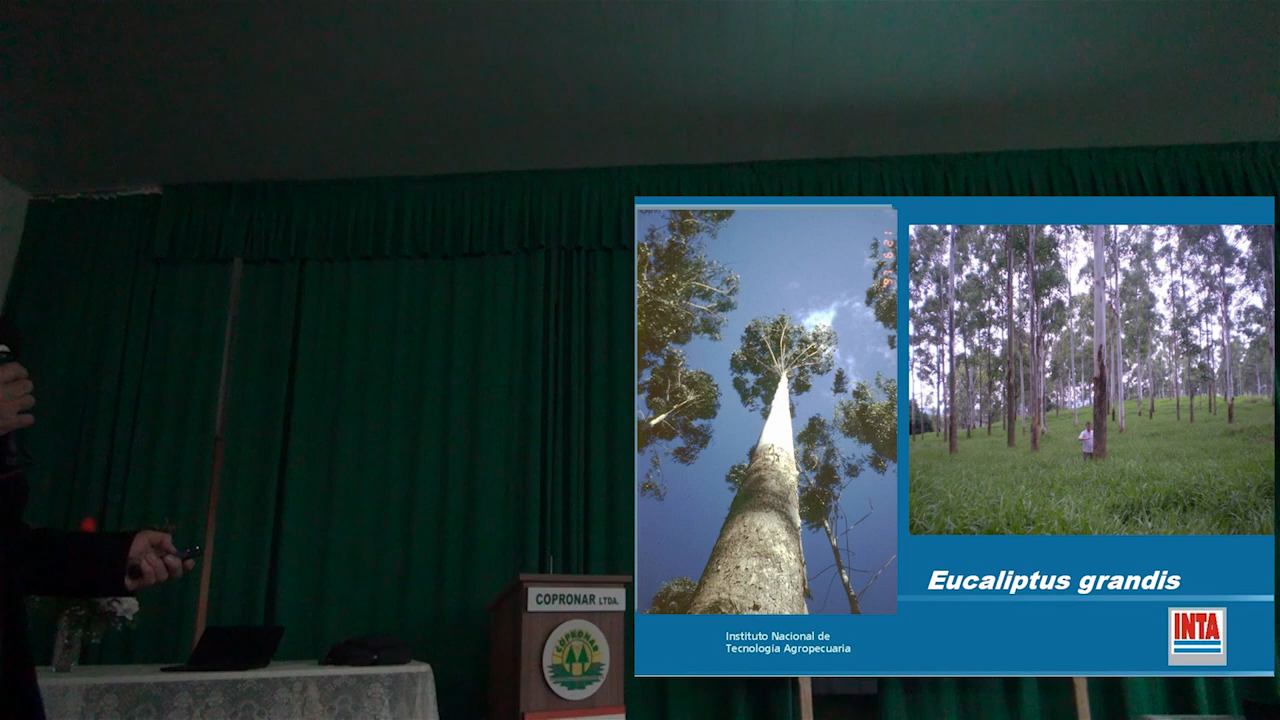 Eucaliptus grandis
Instituto Nacional de
Tecnología Agropecuaria
INTA
COPRONAR LTDA.
COPRONAR